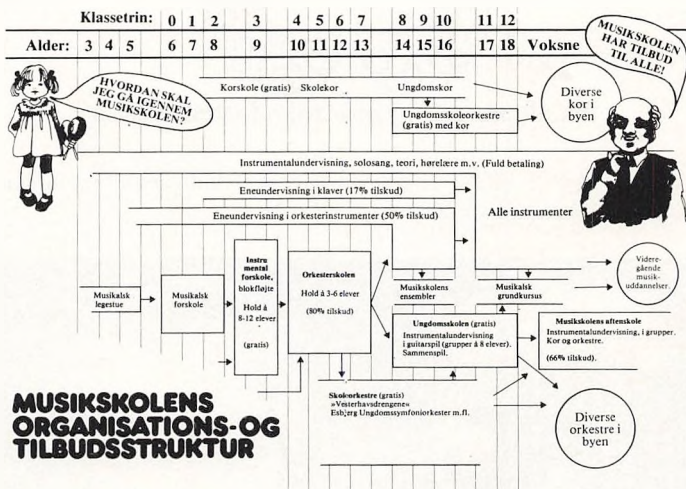 Klassetrin: 0 1 2 3 4 5 6 7 8 9 10 11 12
Alder: 3 4 5 6 7 8 9 10 11 12 13 14 15 16 17 18 Voksne
MUSIKSKOLEN
HAR TILBUD
TIL ALLE!
HVORDAN SKAL
JEG GÅ IGENNEM
MUSIKSKOLEN?
Korskole (gratis) Skolekor Ungdomskor
Ungdomsskoleorkestre
(gratis) med kor
Diverse
kor i
byen
Instrumentalundervisning, solosang, teori, hørelære m.v. (Fuld betaling)
Eneundervisning i klaver (17% tilskud)
Eneundervisning i orkesterinstrumenter (50% tilskud)
Alle instrumenter
Musikalsk
legestue
Musikalsk
forskole
Instru
mental
forskole,
blokfløjte
Hold à
8-12 elever
(gratis)
Orkesterskolen
Hold à 3-6 elever
(80% tilskud)
Musikskolens
ensembler
Musikalsk
grundkursus
Videre-
gående
musik-
uddannelser.
Ungdomsskolen (gratis)
Instrumentalundervisning
i guitarspil (grupper à 8 elever).
Sammenspil.
Musikskolens aftenskole
Instrumentalundervisning, i grupper.
Kor og orkestre.
(66% tilskud).
Skoleorkestre (gratis)
»Vesterhavsdrengene«
Esbjerg Ungdomssymfoniorkester m.fl.
Diverse
orkestre i
byen
MUSIKSKOLENS
ORGANISATIONS-OG
TILBUDSSTRUKTUR